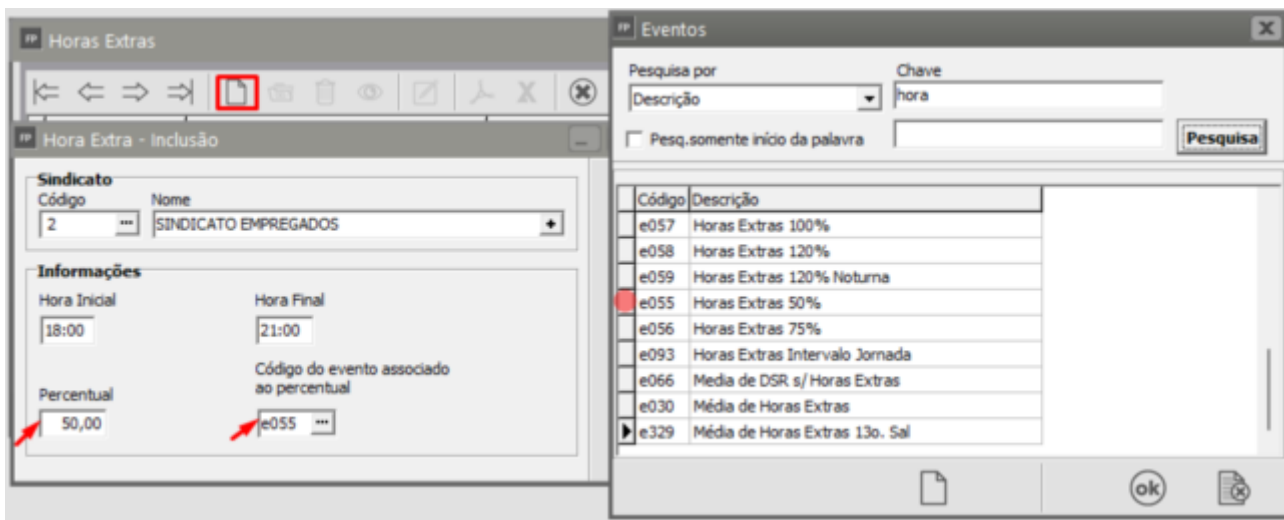 FP Horas Extras
FP Hora Extra - Inclusão
Sindicato
Código Nome
2 ... SINDICATO EMPREGADOS +
Informações
Hora Inicial Hora Final
18:00 21:00
Código do evento associado
ao percentual
Percentual
50,00 e055 ...
FP Eventos
Pesquisa por Chave
Descrição hora
Pesq.somente início da palavra Pesquisa
Código Descrição
e057 Horas Extras 100%
e058 Horas Extras 120%
e059 Horas Extras 120% Noturna
e055 Horas Extras 50%
e056 Horas Extras 75%
e093 Horas Extras Intervalo Jornada
e066 Media de DSR s/ Horas Extras
e030 Média de Horas Extras
e329 Média de Horas Extras 13o. Sal
ok